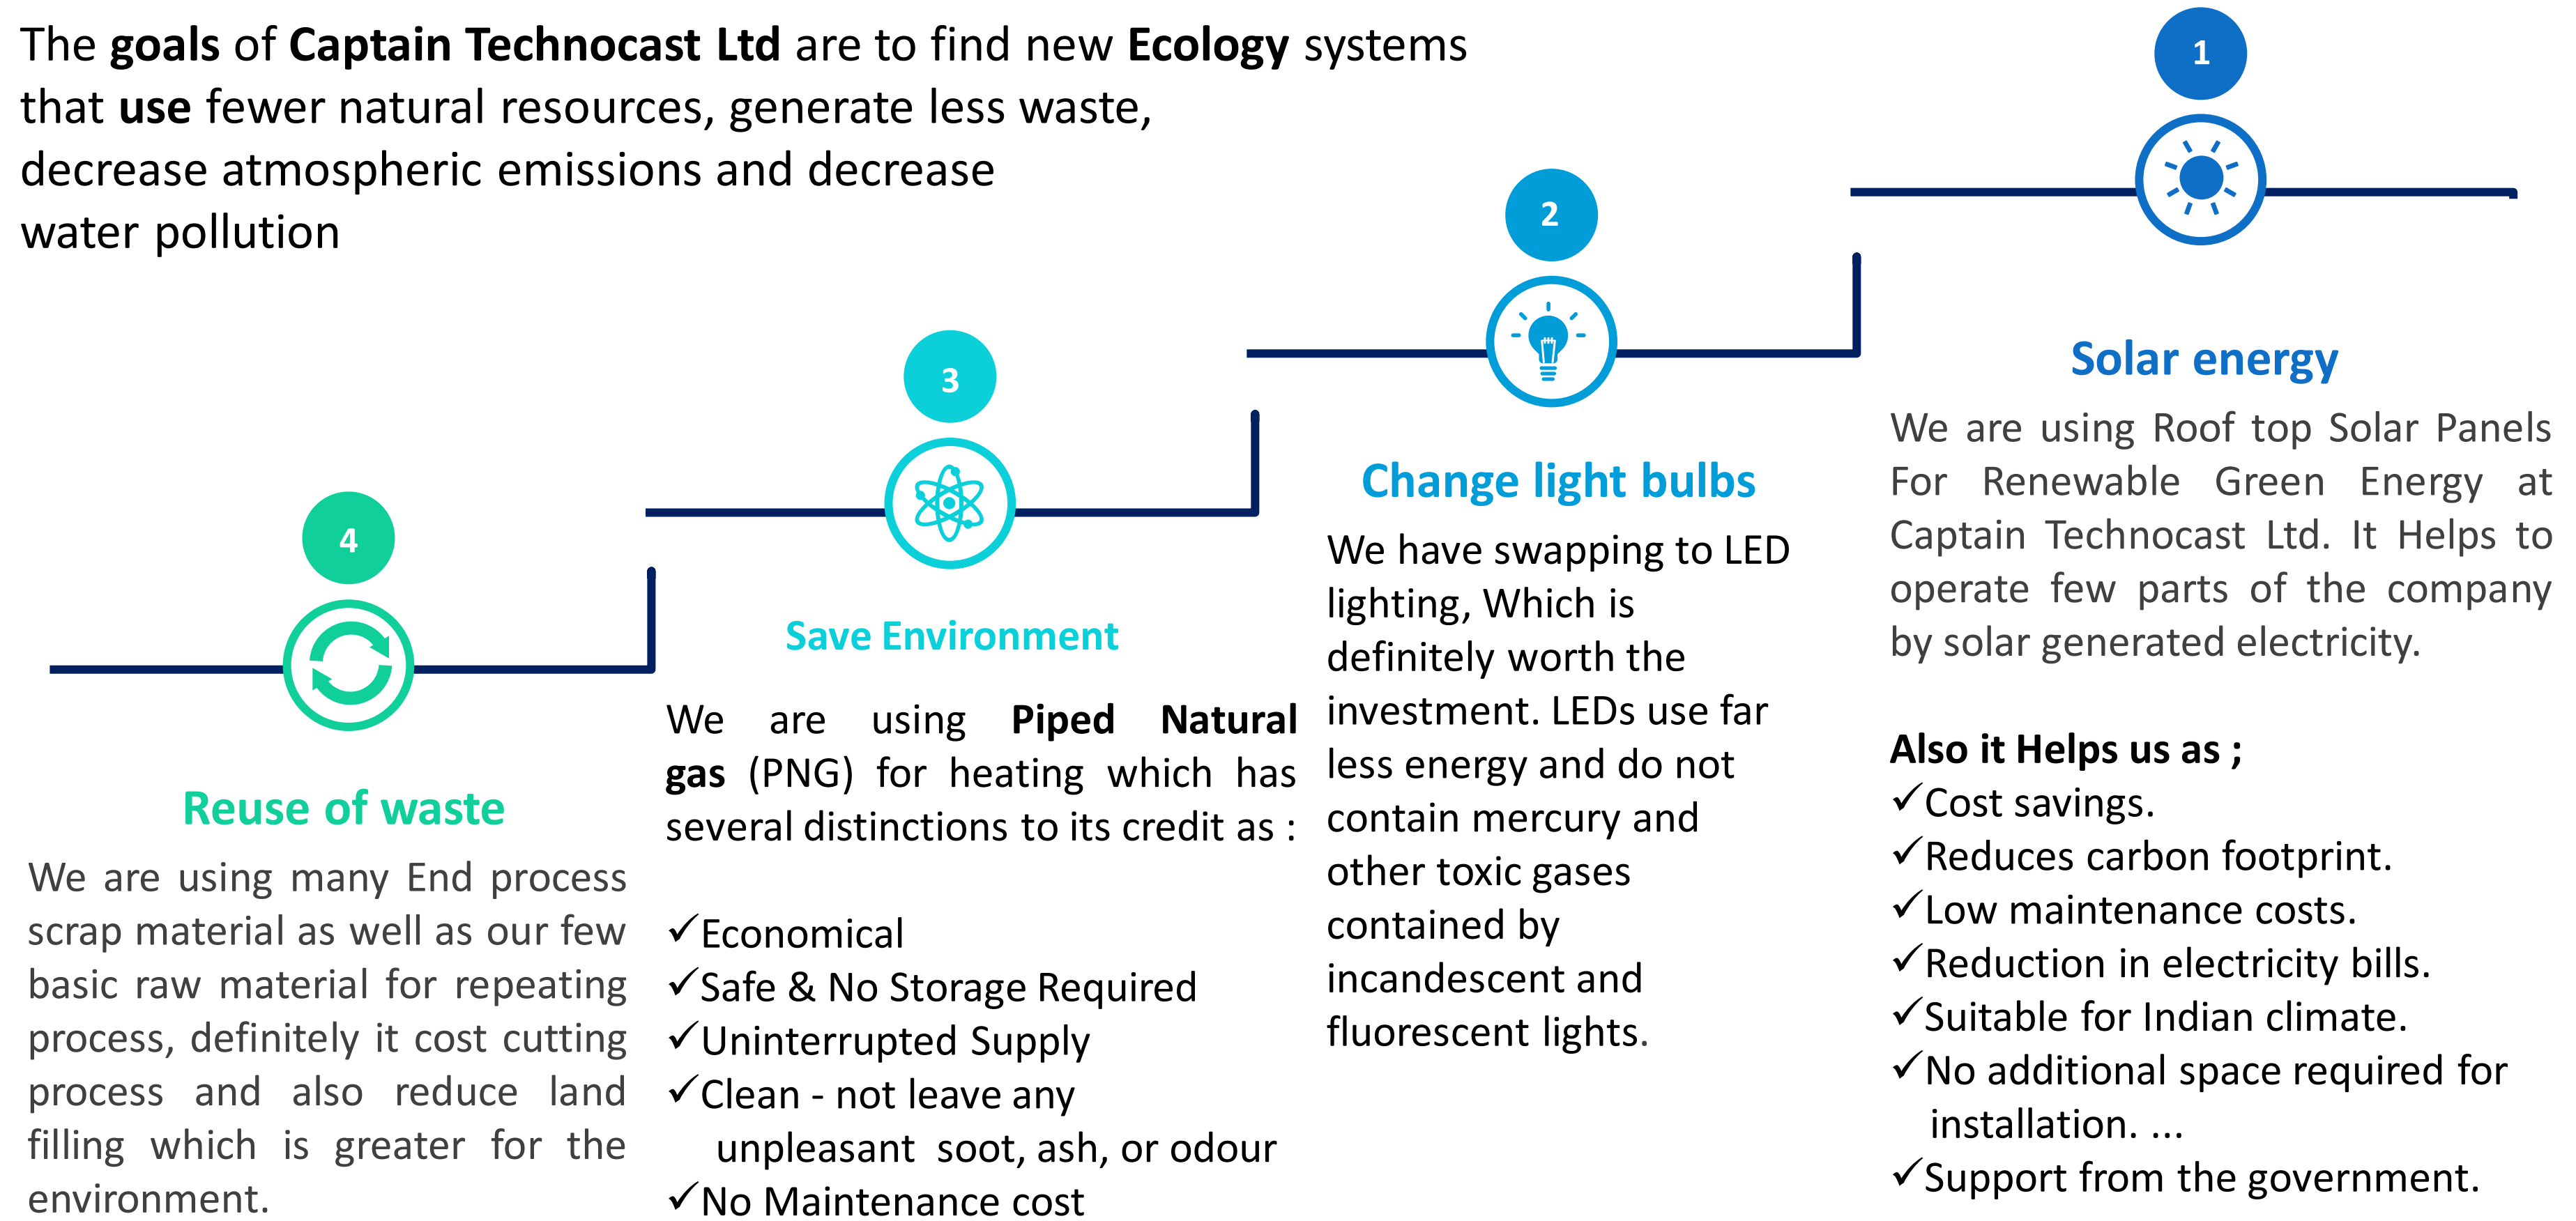 The goals of Captain Technocast Ltd are to find new Ecology systems
that use fewer natural resources, generate less waste,
decrease atmospheric emissions and decrease
water pollution
1
Solar energy
We are using Roof top Solar Panels
For Renewable Green Energy at
Captain Technocast Ltd. It Helps to
operate few parts of the company
by solar generated electricity.
Also it Helps us as ;
✓Cost savings.
✓Reduces carbon footprint.
✓Low maintenance costs.
✓Reduction in electricity bills.
✓Suitable for Indian climate.
✓No additional space required for
installation. ...
✓Support from the government.
2
Change light bulbs
We have swapping to LED
lighting, Which is
definitely worth the
investment. LEDs use far
less energy and do not
contain mercury and
other toxic gases
contained by
incandescent and
fluorescent lights.
3
Save Environment
We are using Piped Natural
gas (PNG) for heating which has
several distinctions to its credit as :
✓Economical
✓Safe & No Storage Required
✓Uninterrupted Supply
✓Clean - not leave any
unpleasant soot, ash, or odour
✓No Maintenance cost
4
Reuse of waste
We are using many End process
scrap material as well as our few
basic raw material for repeating
process, definitely it cost cutting
process and also reduce land
filling which is greater for the
environment.